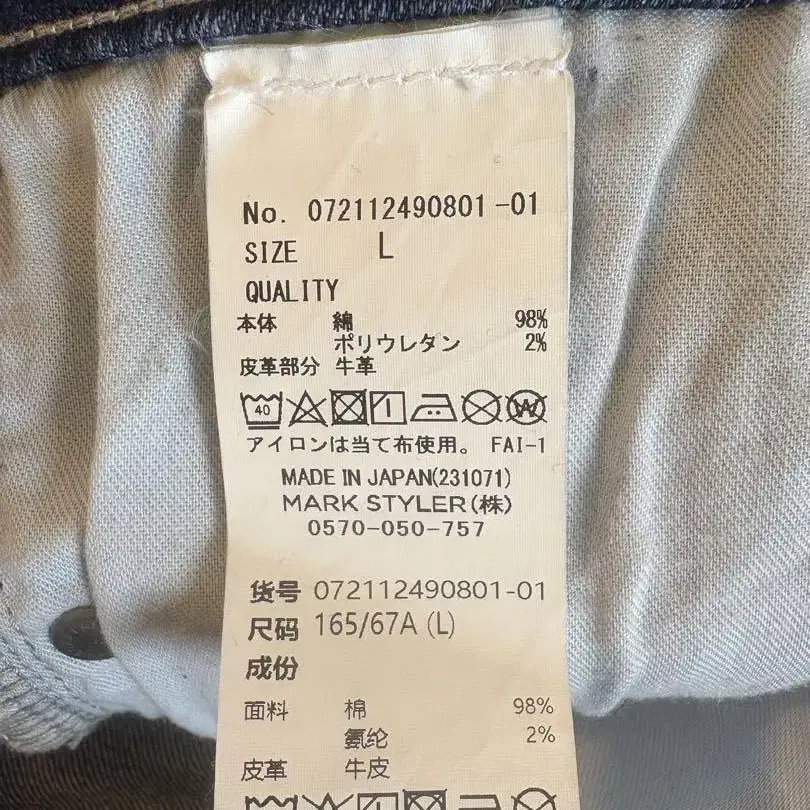 No. 072112490801-01
SIZE L
QUALITY
本体 綿 98%
ポリウレタン 2%
皮革部分 牛革
40
アイロンは当て布使用。 FAI-1
MADE IN JAPAN(231071)
MARK STYLER(株)
0570-050-757
货号 072112490801-01
尺码 165/67A (L)
成份
面料 棉 98%
氨纶 2%
皮革 牛皮